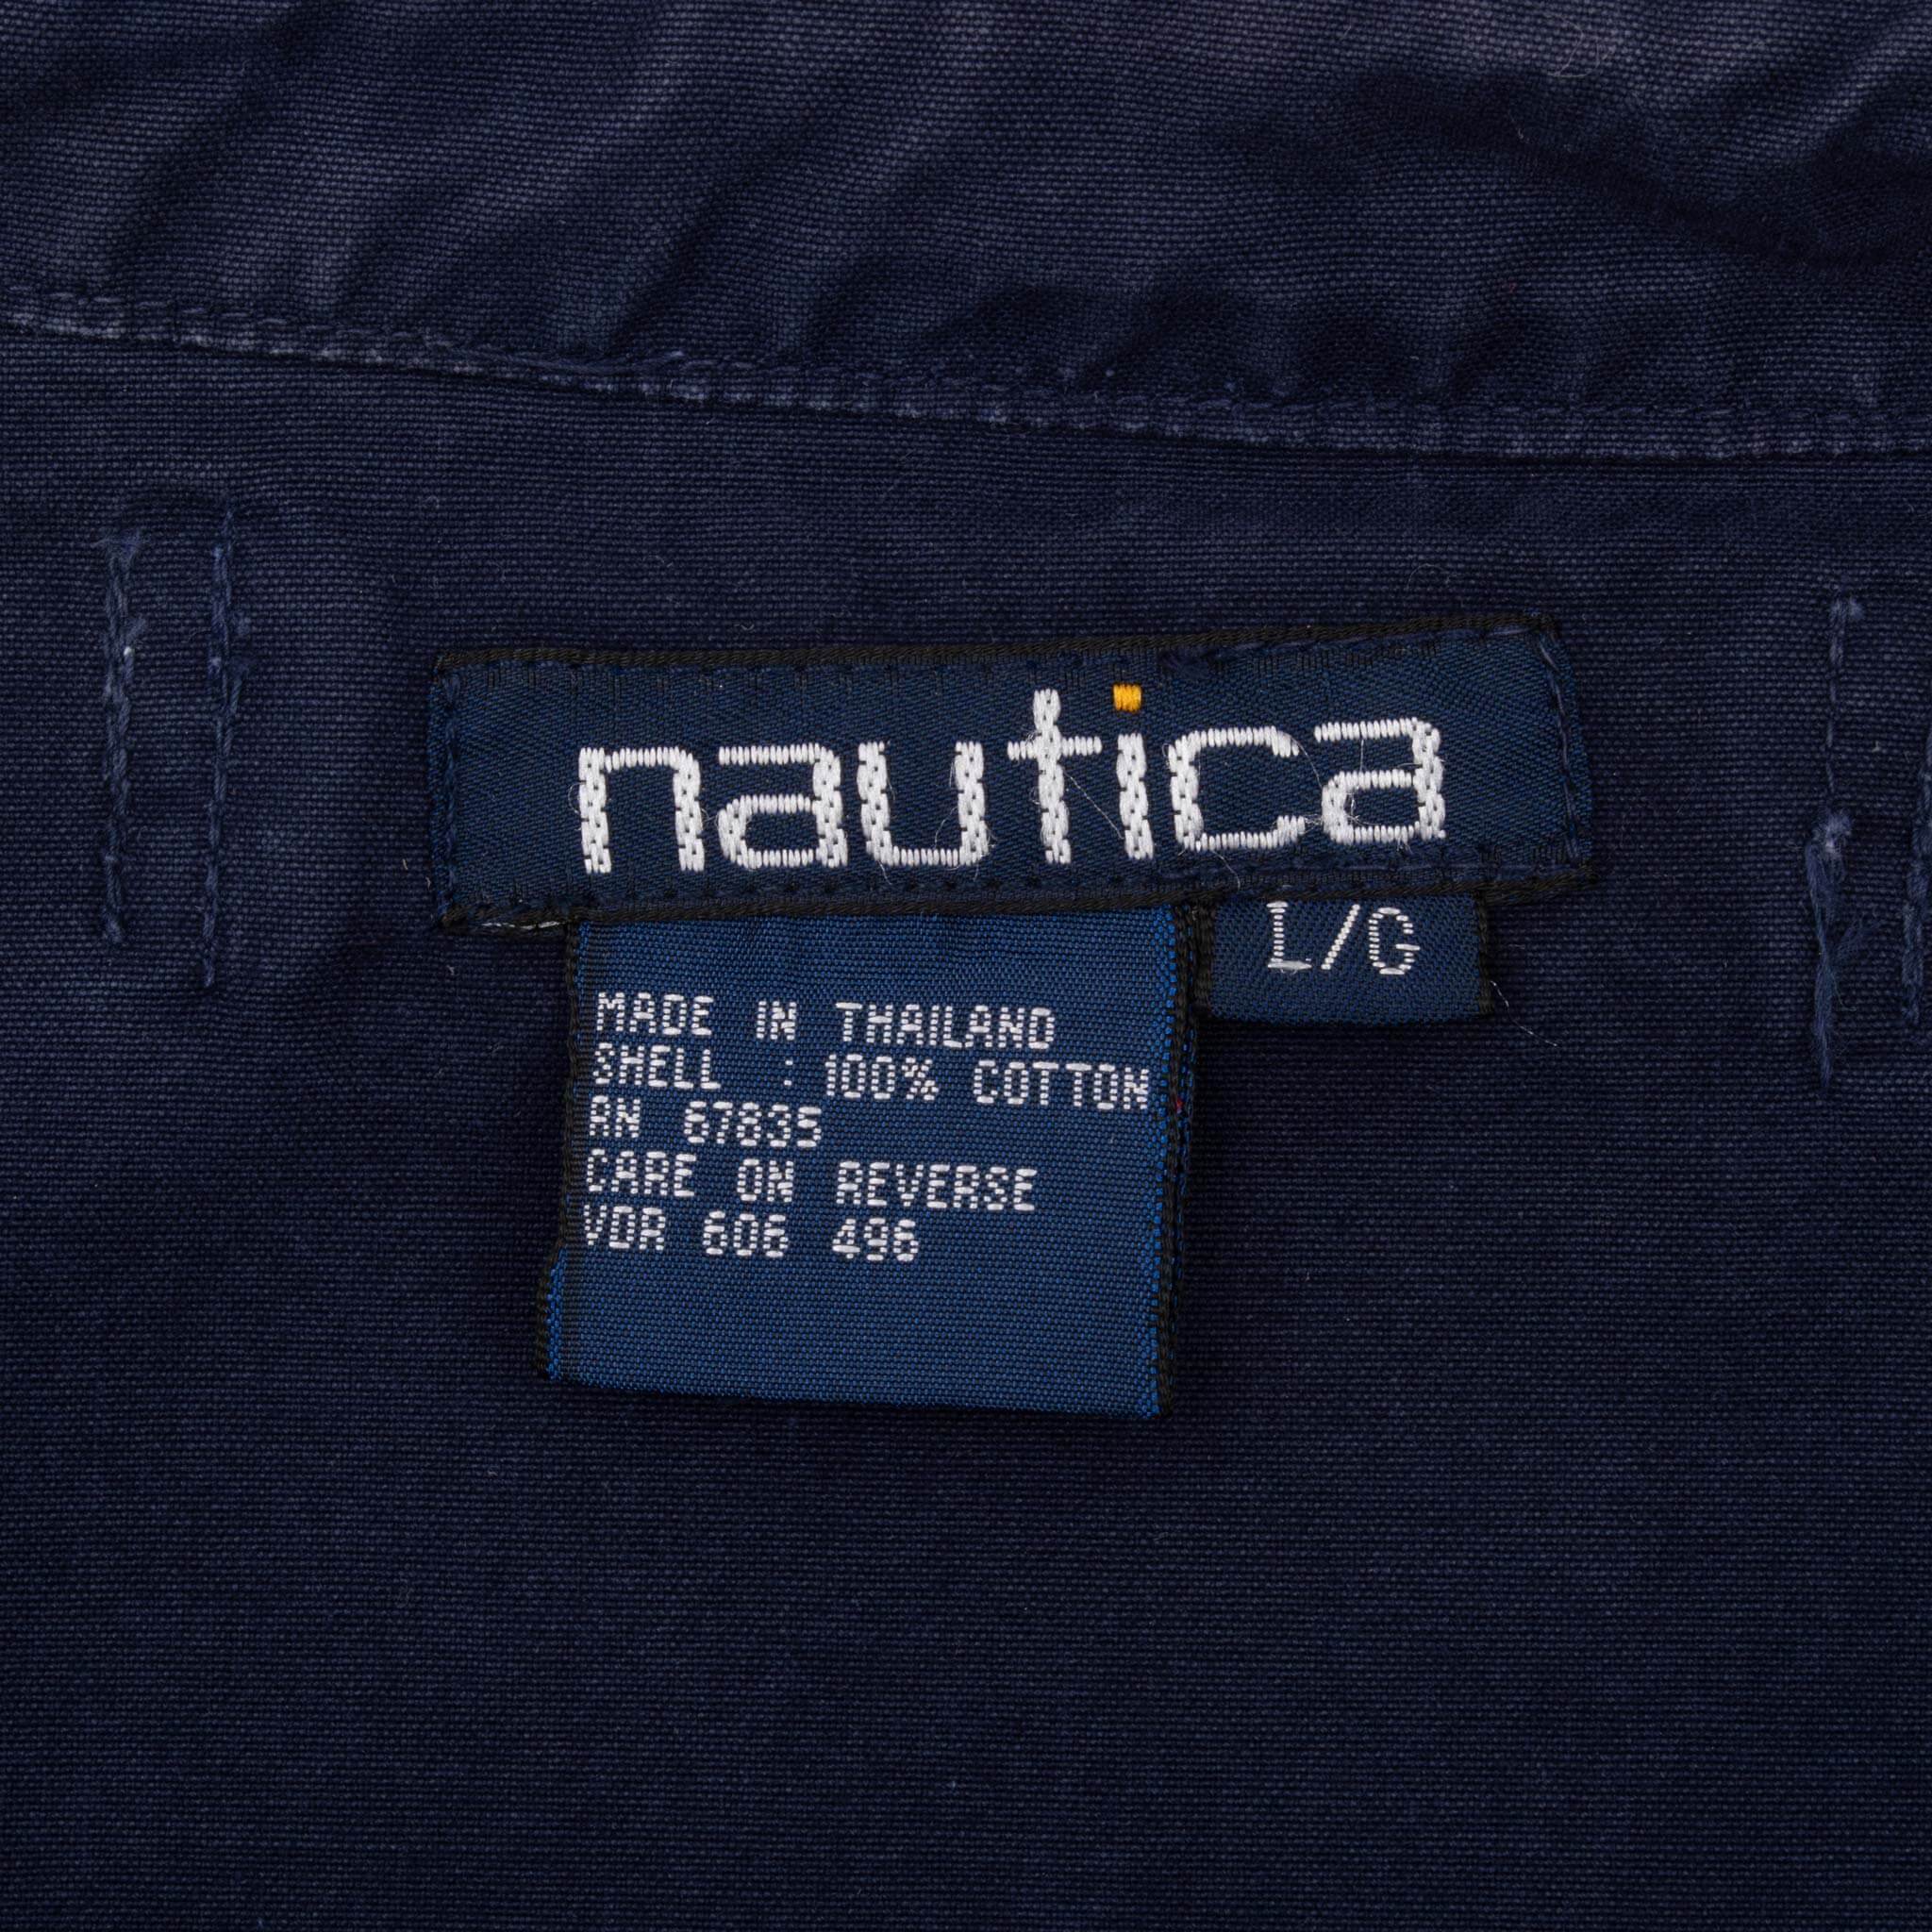 nautica
L/G
MADE IN THAILAND
SHELL : 100% COTTON
RN 67835
CARE ON REVERSE
VDR 606 496